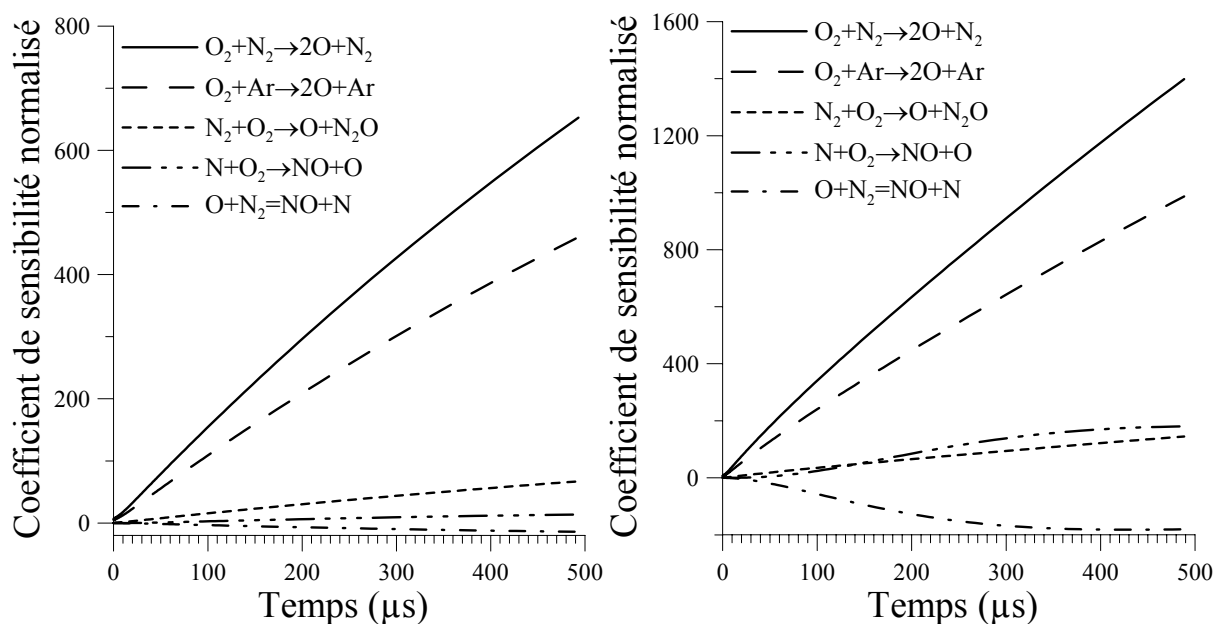 Coefficient de sensibilité normalisé
800
600
400
200
0
O₂+N₂→2O+N₂
O₂+Ar→2O+Ar
N₂+O₂→O+N₂O
N+O₂→NO+O
O+N₂=NO+N
0 100 200 300 400 500
Temps (µs)
Coefficient de sensibilité normalisé
1600
1200
800
400
0
O₂+N₂→2O+N₂
O₂+Ar→2O+Ar
N₂+O₂→O+N₂O
N+O₂→NO+O
O+N₂=NO+N
0 100 200 300 400 500
Temps (µs)